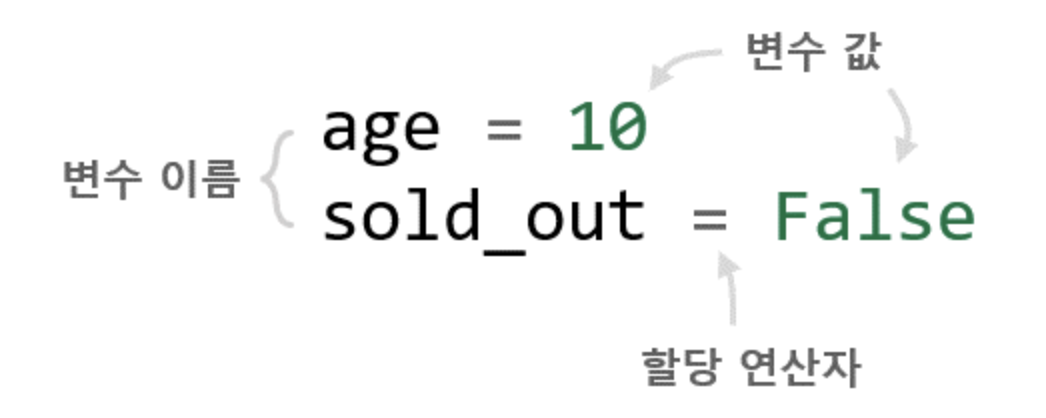 변수 값
age = 10
변수 이름
sold_out = False
할당 연산자